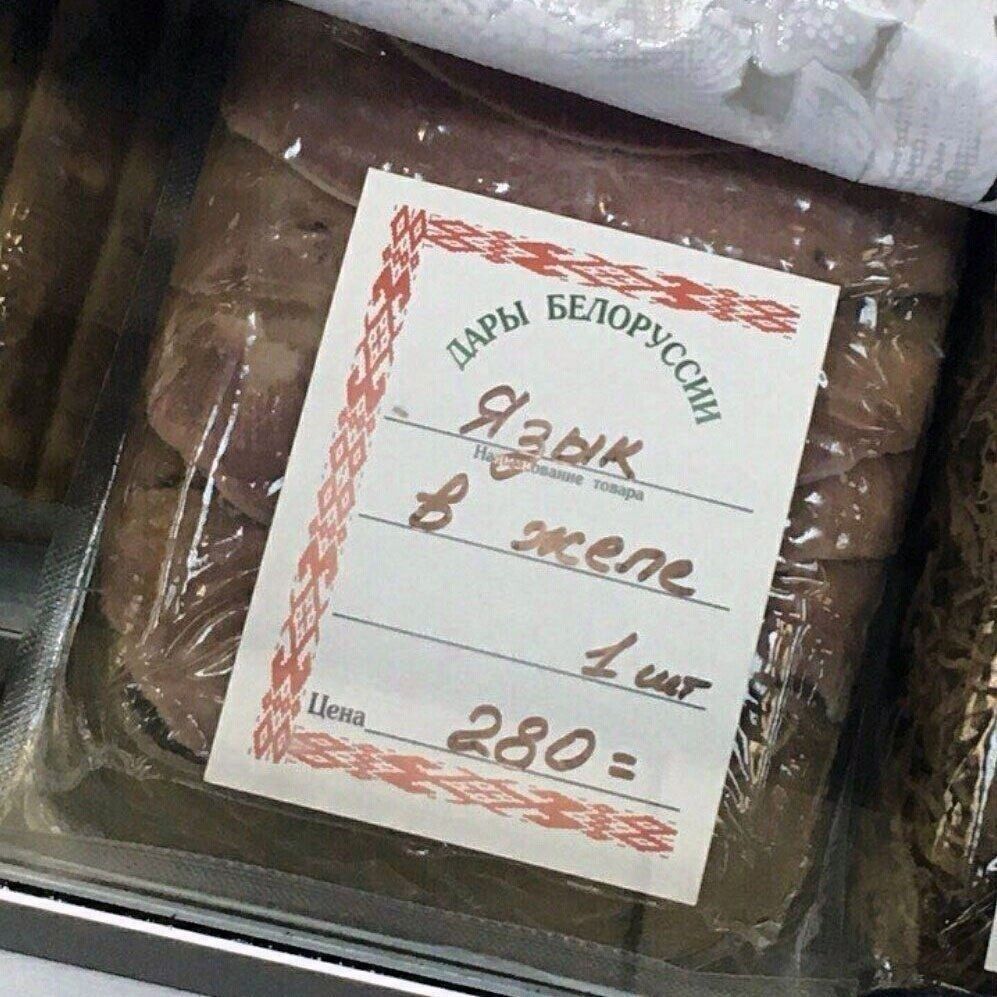 ДАРЫ БЕЛОРУССИИ
Язык
Наименование товара
в желе
1 шт
Цена 280=